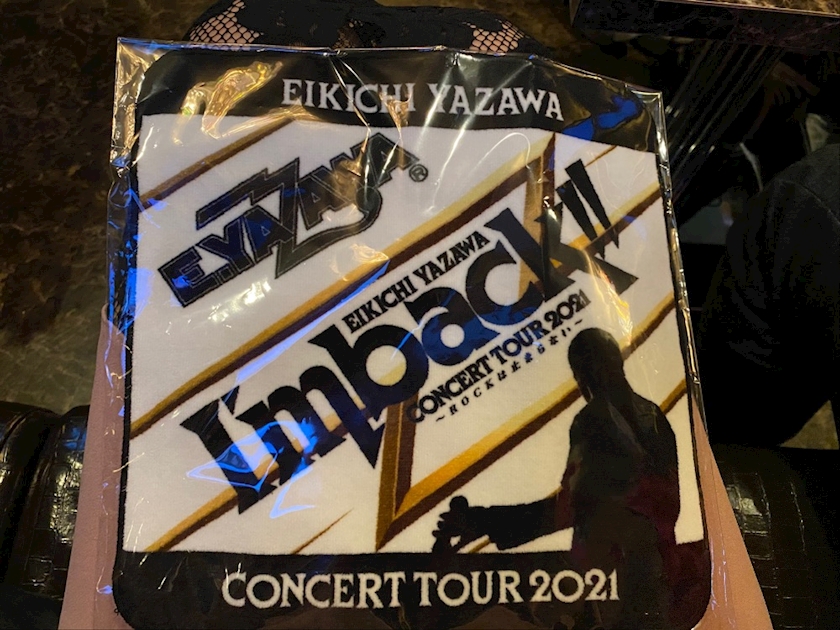 EIKICHI YAZAWA
E.YAZAWA®
EIKICHI YAZAWA
I'm back!!
CONCERT TOUR 2021
~ROCKは止まらない~
CONCERT TOUR 2021